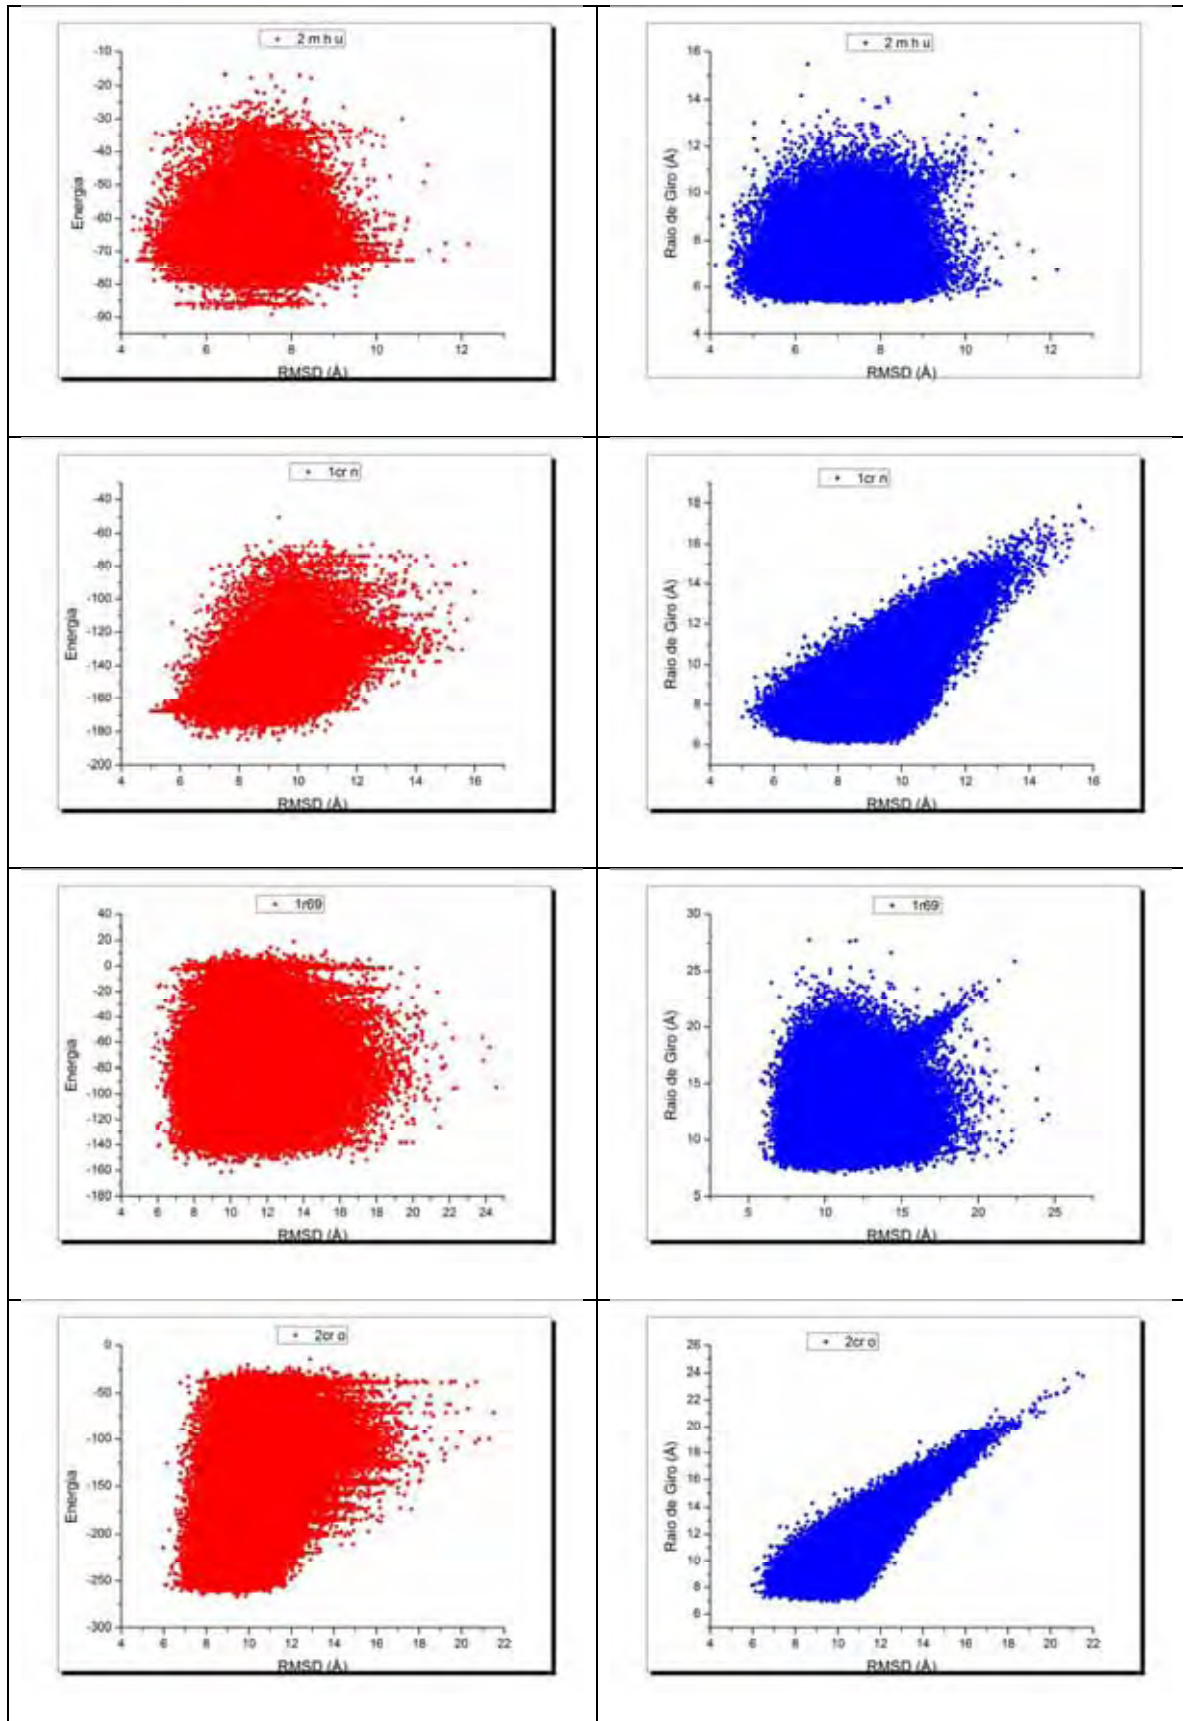 2 m h u
-10
-20
-30
-40
-50
-60
-70
-80
-90
Energia
4 6 8 10 12
RMSD (Å)
2 m h u
16
14
12
10
8
6
4
Raio de Giro (Å)
4 6 8 10 12
RMSD (Å)
1cr n
-40
-60
-80
-100
-120
-140
-160
-180
-200
Energia
4 6 8 10 12 14 16
RMSD (Å)
1cr n
18
16
14
12
10
8
6
Raio de Giro (Å)
4 6 8 10 12 14 16
RMSD (Å)
1r69
40
20
0
-20
-40
-60
-80
-100
-120
-140
-160
-180
Energia
4 6 8 10 12 14 16 18 20 22 24
RMSD (Å)
1r69
30
25
20
15
10
5
Raio de Giro (Å)
5 10 15 20 25
RMSD (Å)
2cr o
0
-50
-100
-150
-200
-250
-300
Energia
4 6 8 10 12 14 16 18 20 22
RMSD (Å)
2cr o
26
24
22
20
18
16
14
12
10
8
6
Raio de Giro (Å)
4 6 8 10 12 14 16 18 20 22
RMSD (Å)